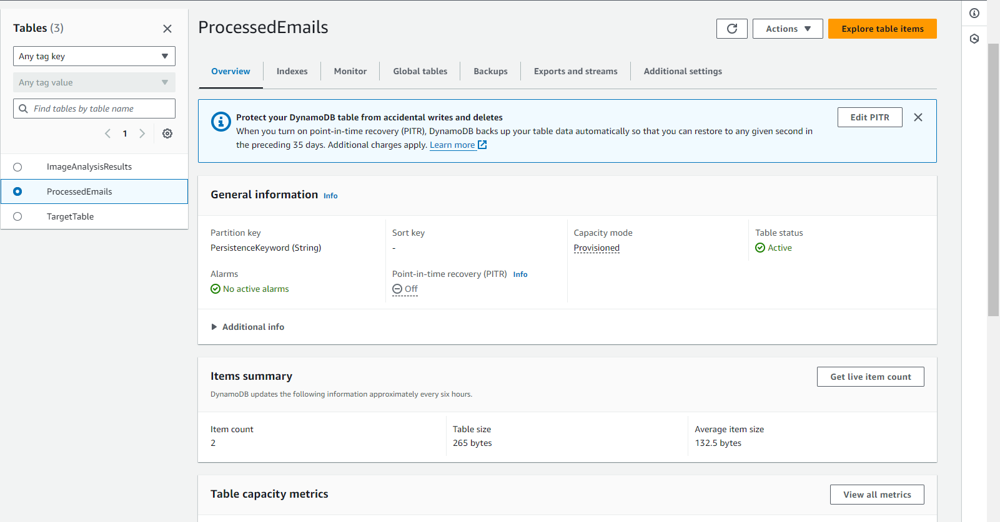 Tables (3)
Any tag key
Any tag value
Find tables by table name
1
ImageAnalysisResults
ProcessedEmails
TargetTable
ProcessedEmails
Actions
Explore table items
Overview
Indexes
Monitor
Global tables
Backups
Exports and streams
Additional settings
Protect your DynamoDB table from accidental writes and deletes
When you turn on point-in-time recovery (PITR), DynamoDB backs up your table data automatically so that you can restore to any given second in
the preceding 35 days. Additional charges apply. Learn more
Edit PITR
General information Info
Partition key
PersistenceKeyword (String)
Sort key
-
Capacity mode
Provisioned
Table status
Active
Alarms
No active alarms
Point-in-time recovery (PITR) Info
Off
Additional info
Items summary
DynamoDB updates the following information approximately every six hours.
Get live item count
Item count
2
Table size
265 bytes
Average item size
132.5 bytes
Table capacity metrics
View all metrics